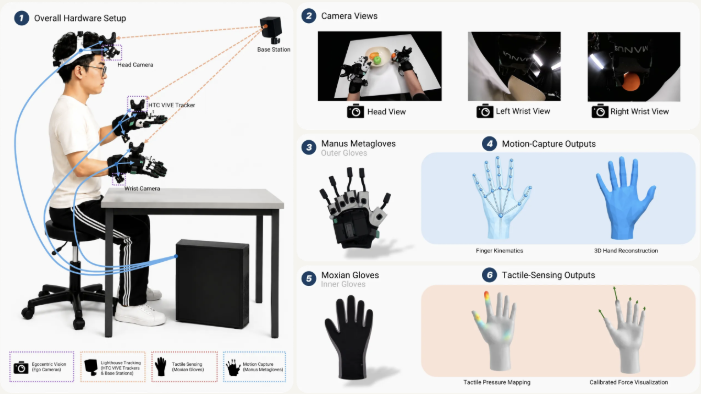 1 Overall Hardware Setup
Base Station
Head Camera
HTC VIVE Tracker
Wrist Camera
Egocentric Vision
(Ego Cameras)
Lighthouse Tracking
(HTC VIVE Trackers
& Base Stations)
Tactile Sensing
(Moxian Gloves)
Motion Capture
(Manus Metagloves)
2 Camera Views
Head View
Left Wrist View
Right Wrist View
3 Manus Metagloves
Outer Gloves
4 Motion-Capture Outputs
Finger Kinematics
3D Hand Reconstruction
5 Moxian Gloves
Inner Gloves
6 Tactile-Sensing Outputs
Tactile Pressure Mapping
Calibrated Force Visualization